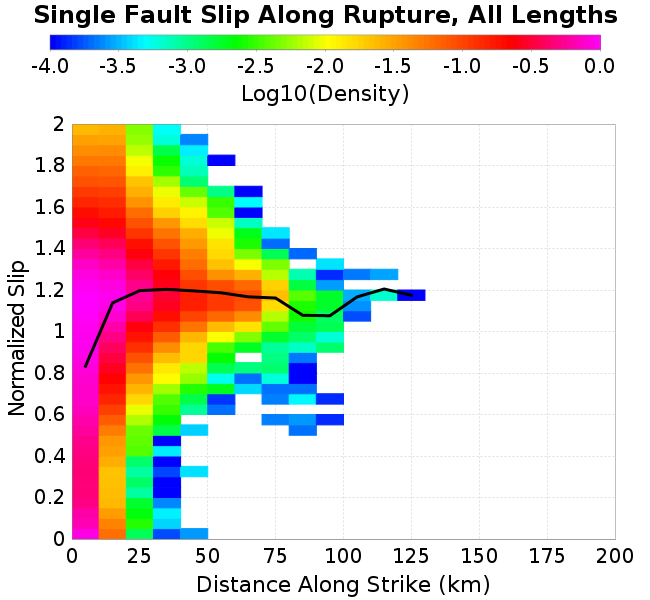 Single Fault Slip Along Rupture, All Lengths
-4.0 -3.5 -3.0 -2.5 -2.0 -1.5 -1.0 -0.5 0.0
Log10(Density)
2
1.8
1.6
1.4
1.2
1
0.8
0.6
0.4
0.2
0
Normalized Slip
0 25 50 75 100 125 150 175 200
Distance Along Strike (km)